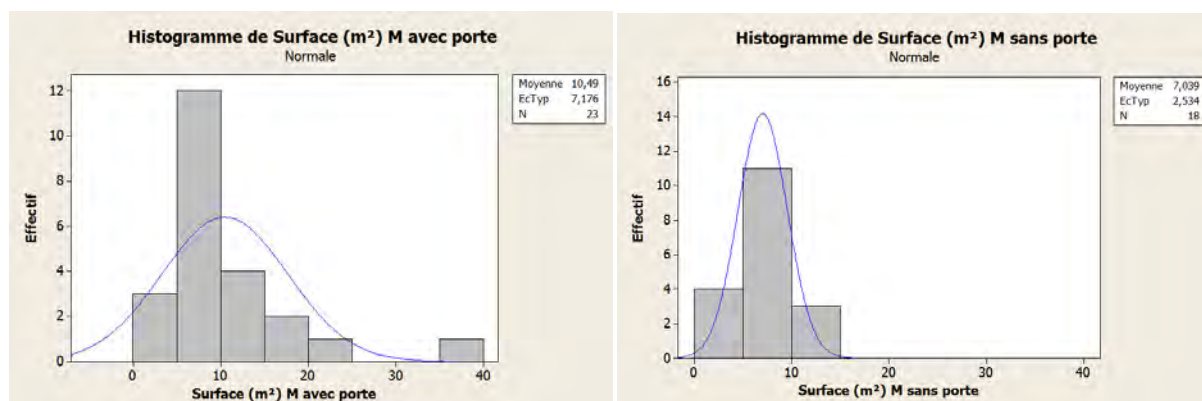 Histogramme de Surface (m²) M avec porte
Normale
Moyenne 10,49
EcTyp 7,176
N 23
12
10
8
6
4
2
0
Effectif
0 10 20 30 40
Surface (m²) M avec porte
Histogramme de Surface (m²) M sans porte
Normale
Moyenne 7,039
EcTyp 2,534
N 18
16
14
12
10
8
6
4
2
0
Effectif
0 10 20 30 40
Surface (m²) M sans porte